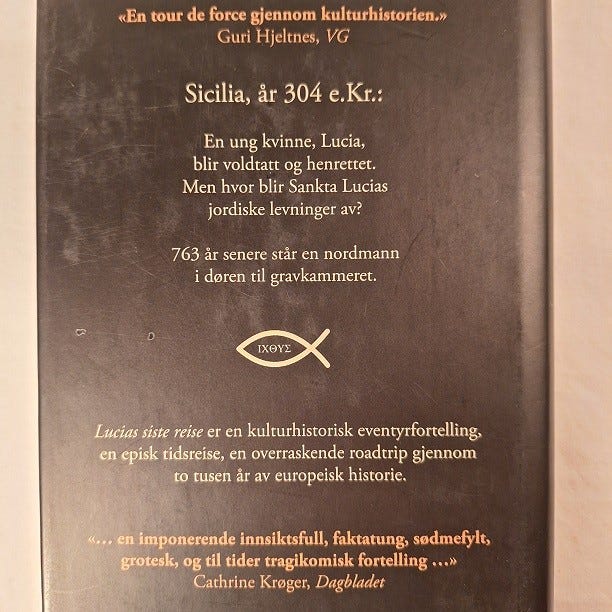 «En tour de force gjennom kulturhistorien.»
Guri Hjeltnes, VG
Sicilia, år 304 e.Kr.:
En ung kvinne, Lucia,
blir voldtatt og henrettet.
Men hvor blir Sankta Lucias
jordiske levninger av?
763 år senere står en nordmann
i døren til gravkammeret.
ΙΧΘΥΣ
Lucias siste reise er en kulturhistorisk eventyrfortelling,
en episk tidsreise, en overraskende roadtrip gjennom
to tusen år av europeisk historie.
«… en imponerende innsiktsfull, faktatung, sødmefylt,
grotesk, og til tider tragikomisk fortelling …»
Cathrine Krøger, Dagbladet